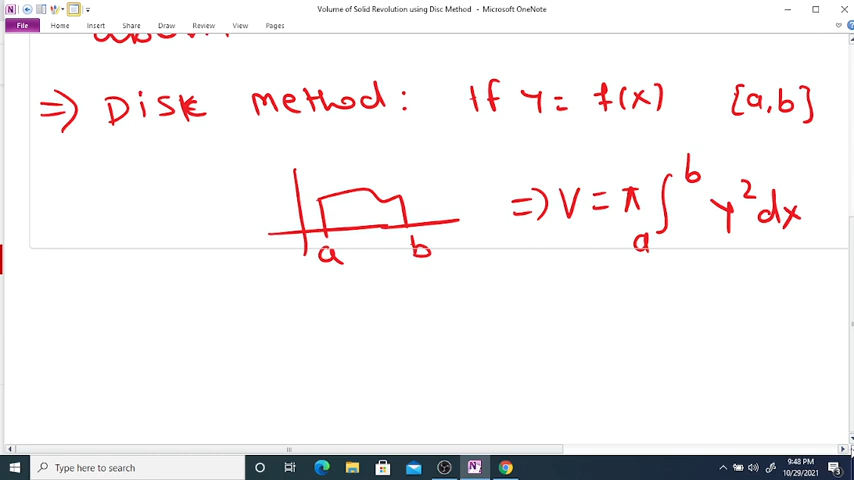 Volume of Solid Revolution using Disc Method - Microsoft OneNote
File Home Insert Share Draw Review View Pages
=> Disk method: If y = f(x) [a,b]
=> V = π ∫ₐᵇ y² dx
a b
Type here to search
9:48 PM
10/29/2021
3